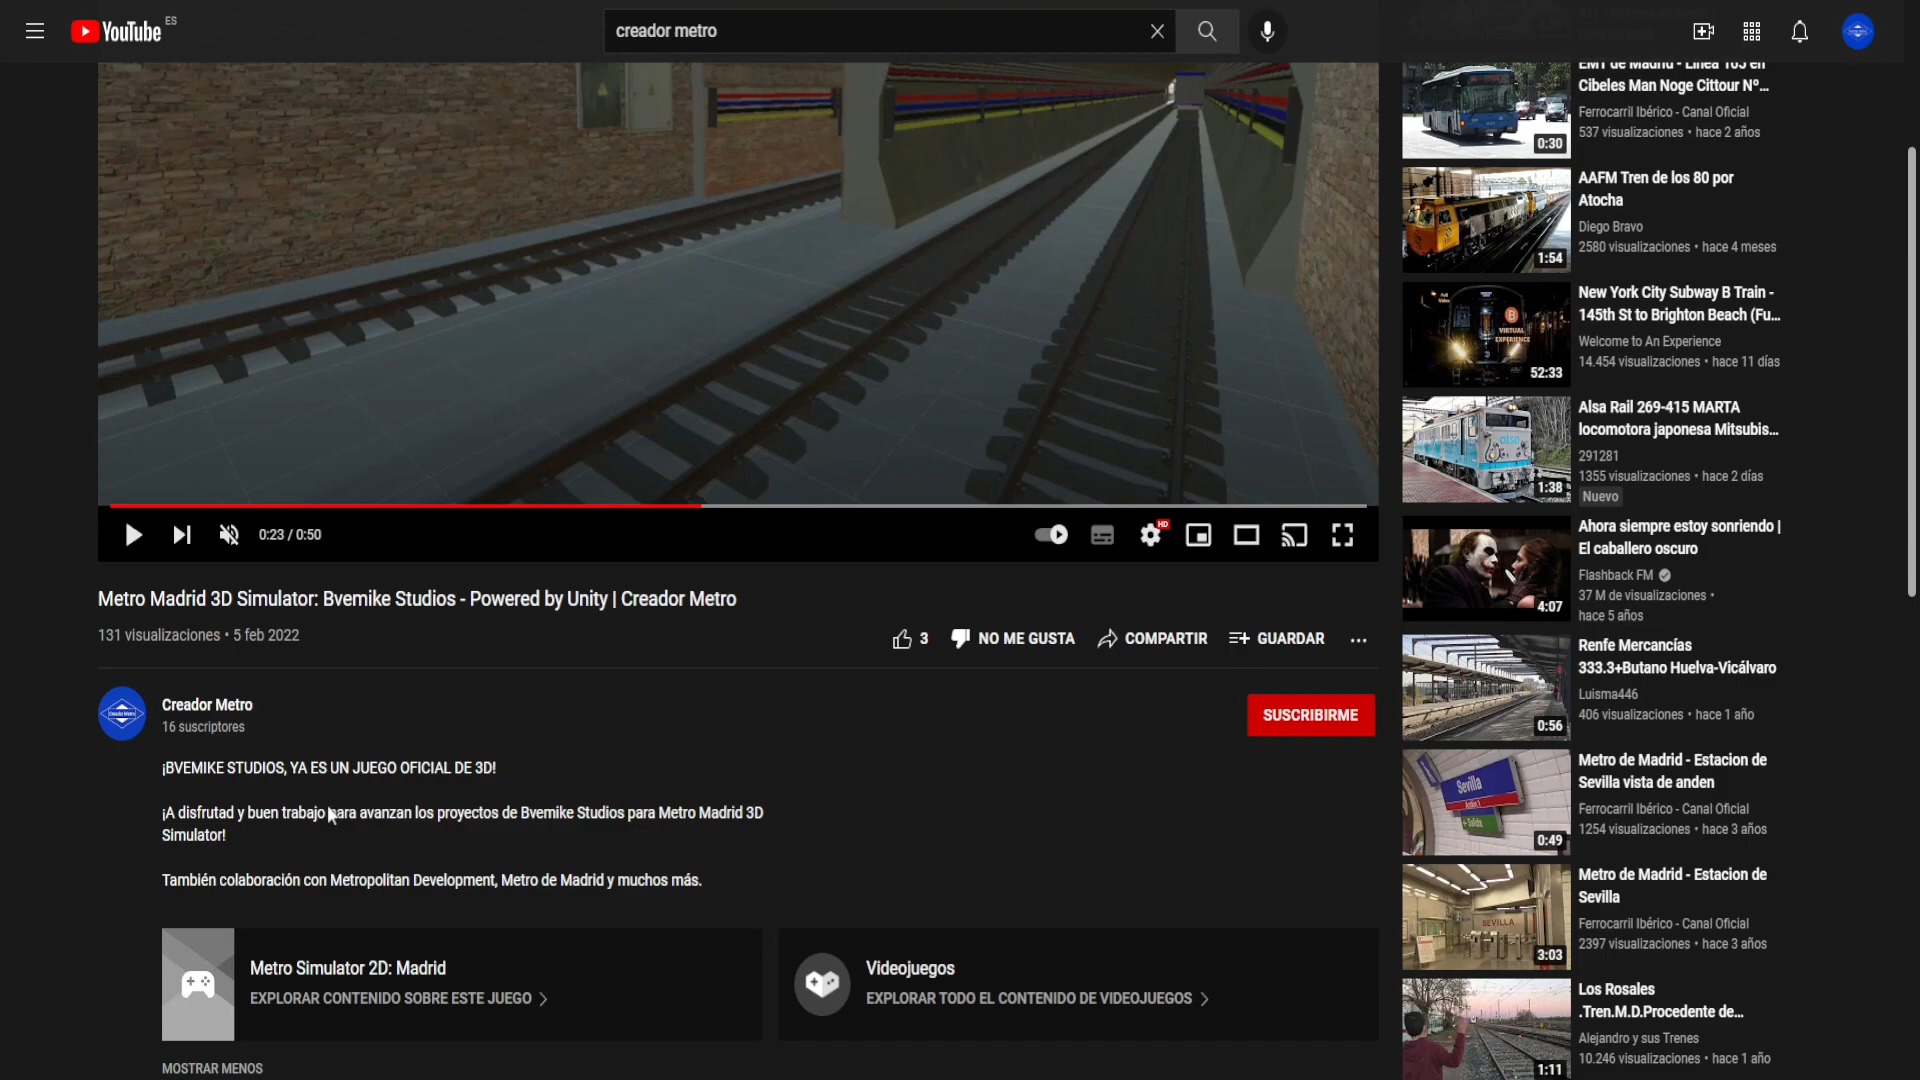 YouTube ES
creador metro
0:23 / 0:50
HD
Metro Madrid 3D Simulator: Bvemike Studios - Powered by Unity | Creador Metro
131 visualizaciones • 5 feb 2022
3
NO ME GUSTA
COMPARTIR
GUARDAR
Creador Metro
16 suscriptores
SUSCRIBIRME
¡BVEMIKE STUDIOS, YA ES UN JUEGO OFICIAL DE 3D!
¡A disfrutad y buen trabajo para avanzan los proyectos de Bvemike Studios para Metro Madrid 3D
Simulator!
También colaboración con Metropolitan Development, Metro de Madrid y muchos más.
Metro Simulator 2D: Madrid
EXPLORAR CONTENIDO SOBRE ESTE JUEGO
Videojuegos
EXPLORAR TODO EL CONTENIDO DE VIDEOJUEGOS
MOSTRAR MENOS
EMT de Madrid - Linea 165 en
Cibeles Man Noge Cittour Nº...
Ferrocarril Ibérico - Canal Oficial
537 visualizaciones • hace 2 años
0:30
AAFM Tren de los 80 por
Atocha
Diego Bravo
2580 visualizaciones • hace 4 meses
1:54
New York City Subway B Train -
145th St to Brighton Beach (Fu...
Welcome to An Experience
14.454 visualizaciones • hace 11 días
B
VIRTUAL
EXPERIENCE
52:33
Alsa Rail 269-415 MARTA
locomotora japonesa Mitsubis...
291281
1355 visualizaciones • hace 2 días
Nuevo
alsa
1:38
Ahora siempre estoy sonriendo |
El caballero oscuro
Flashback FM
37 M de visualizaciones •
hace 5 años
4:07
Renfe Mercancías
333.3+Butano Huelva-Vicálvaro
Luisma446
406 visualizaciones • hace 1 año
0:56
Metro de Madrid - Estacion de
Sevilla vista de anden
Ferrocarril Ibérico - Canal Oficial
1254 visualizaciones • hace 3 años
Sevilla
Salida
0:49
Metro de Madrid - Estacion de
Sevilla
Ferrocarril Ibérico - Canal Oficial
2397 visualizaciones • hace 3 años
SEVILLA
3:03
Los Rosales
.Tren.M.D.Procedente de...
Alejandro y sus Trenes
10.246 visualizaciones • hace 1 año
1:11